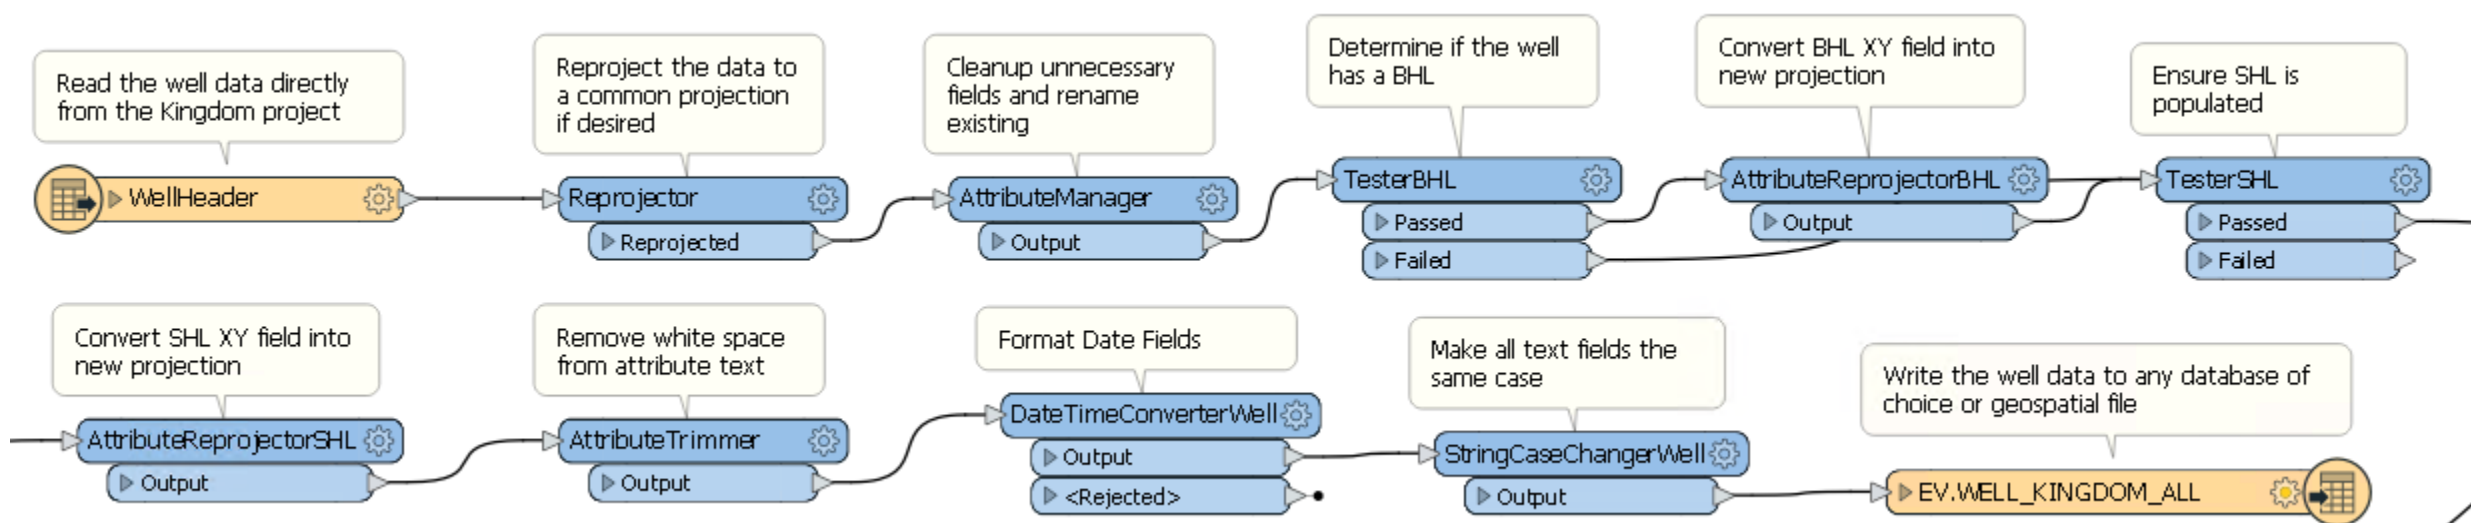 Read the well data directly
from the Kingdom project
Reproject the data to
a common projection
if desired
Cleanup unnecessary
fields and rename
existing
Determine if the well
has a BHL
Convert BHL XY field into
new projection
Ensure SHL is
populated
WellHeader
Reprojector
Reprojected
AttributeManager
Output
TesterBHL
Passed
Failed
AttributeReprojectorBHL
Output
TesterSHL
Passed
Failed
Convert SHL XY field into
new projection
Remove white space
from attribute text
Format Date Fields
Make all text fields the
same case
Write the well data to any database of
choice or geospatial file
AttributeReprojectorSHL
Output
AttributeTrimmer
Output
DateTimeConverterWell
Output
<Rejected>
StringCaseChangerWell
Output
EV.WELL_KINGDOM_ALL